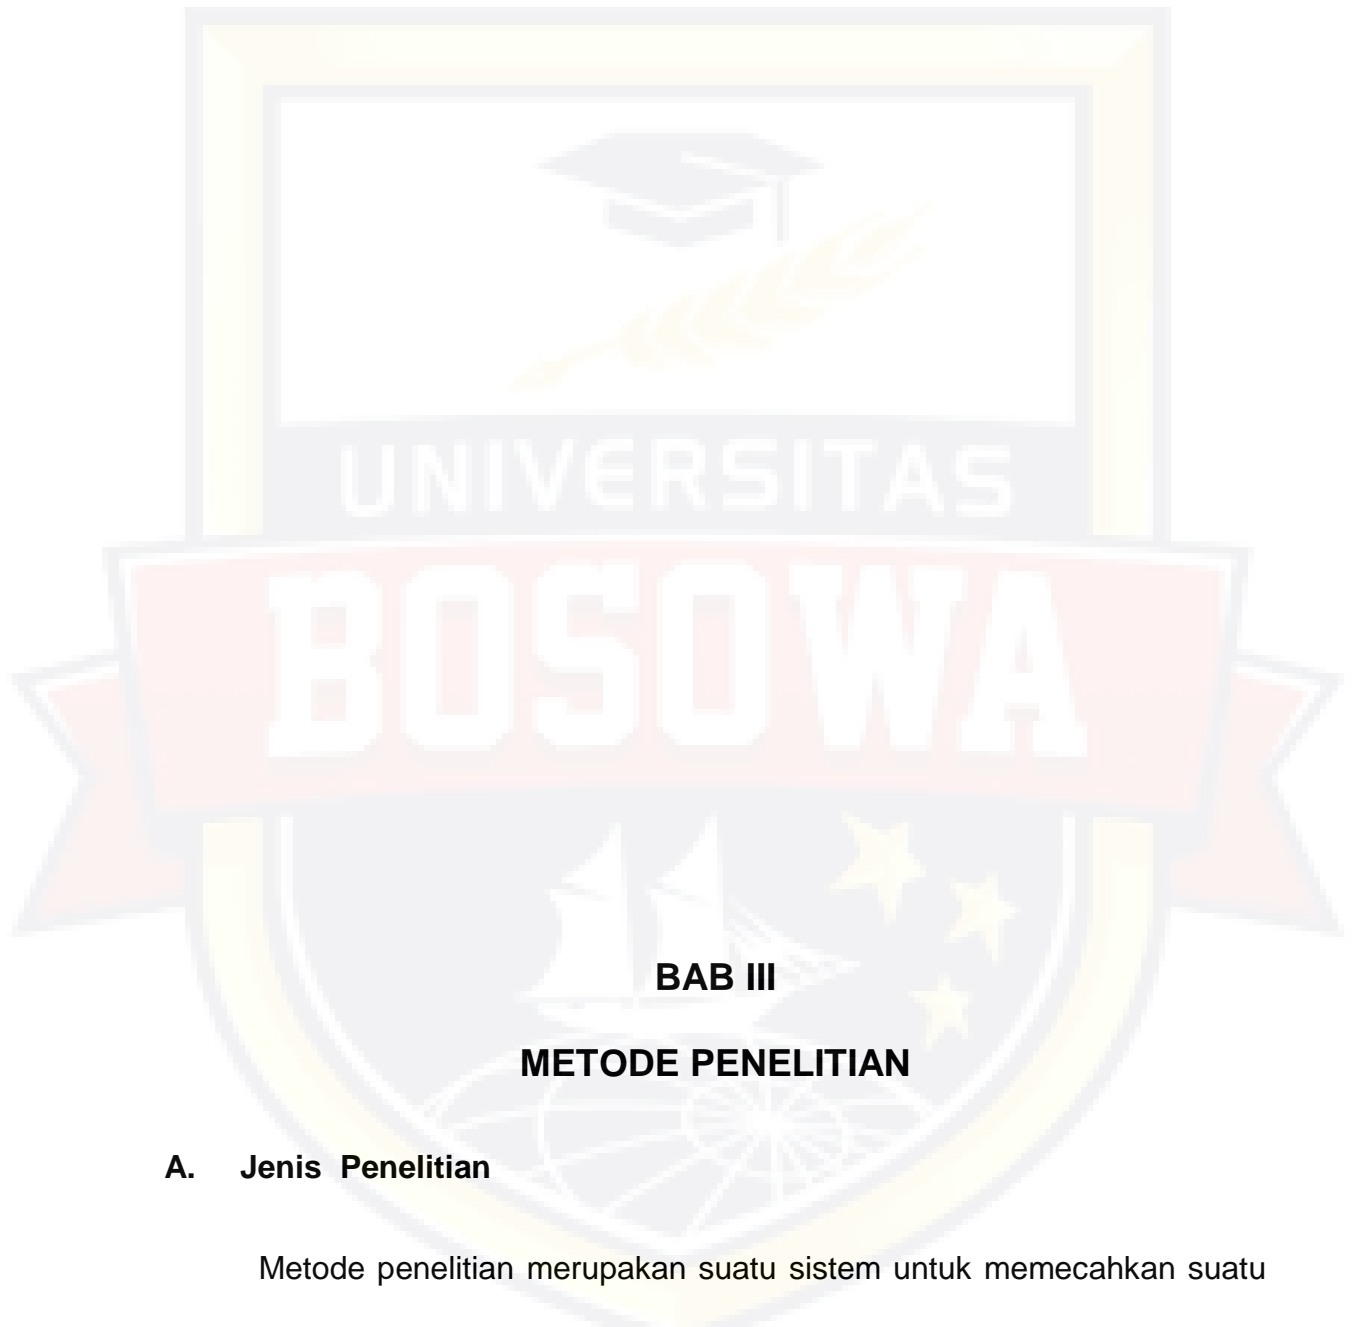 UNIVERSITAS
BOSOWA
BAB III
METODE PENELITIAN
A. Jenis Penelitian
Metode penelitian merupakan suatu sistem untuk memecahkan suatu